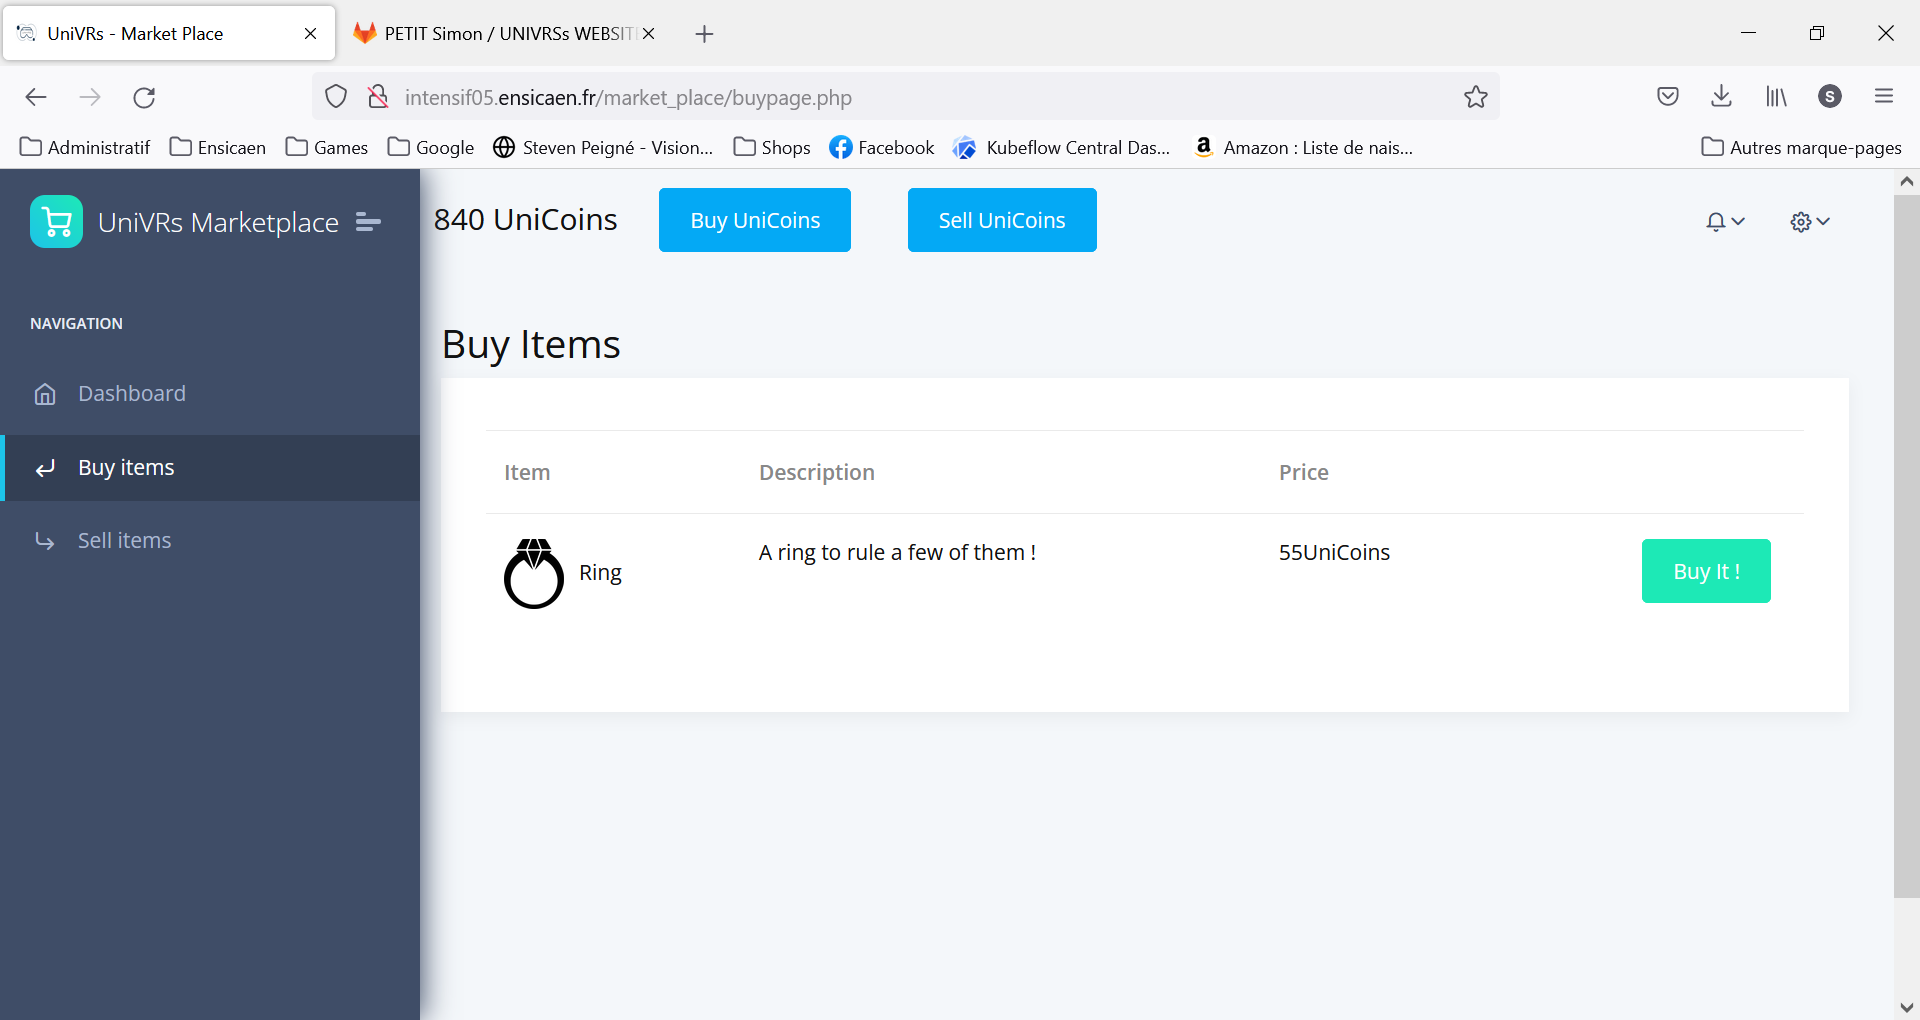 UniVRs - Market Place
PETIT Simon / UNIVRSs WEBSIT
intensif05.ensicaen.fr/market_place/buypage.php
S
Administratif Ensicaen Games Google Steven Peigné - Vision... Shops Facebook Kubeflow Central Das... Amazon : Liste de nais... Autres marque-pages
UniVRs Marketplace
840 UniCoins Buy UniCoins Sell UniCoins
NAVIGATION
Dashboard
Buy items
Sell items
Buy Items
Item Description Price
Ring A ring to rule a few of them ! 55UniCoins Buy It !